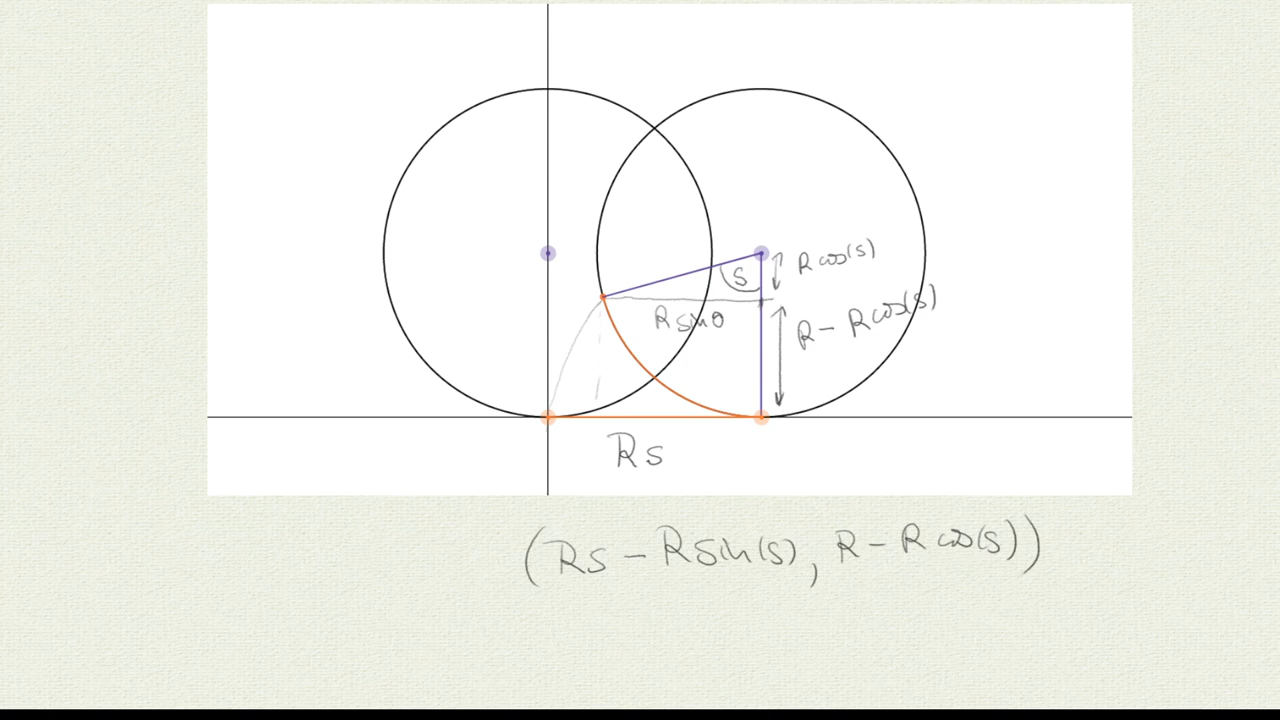 R cos(s)
S
R sin θ
R - R cos(s)
Rs
(Rs - R sin(s), R - R cos(s))